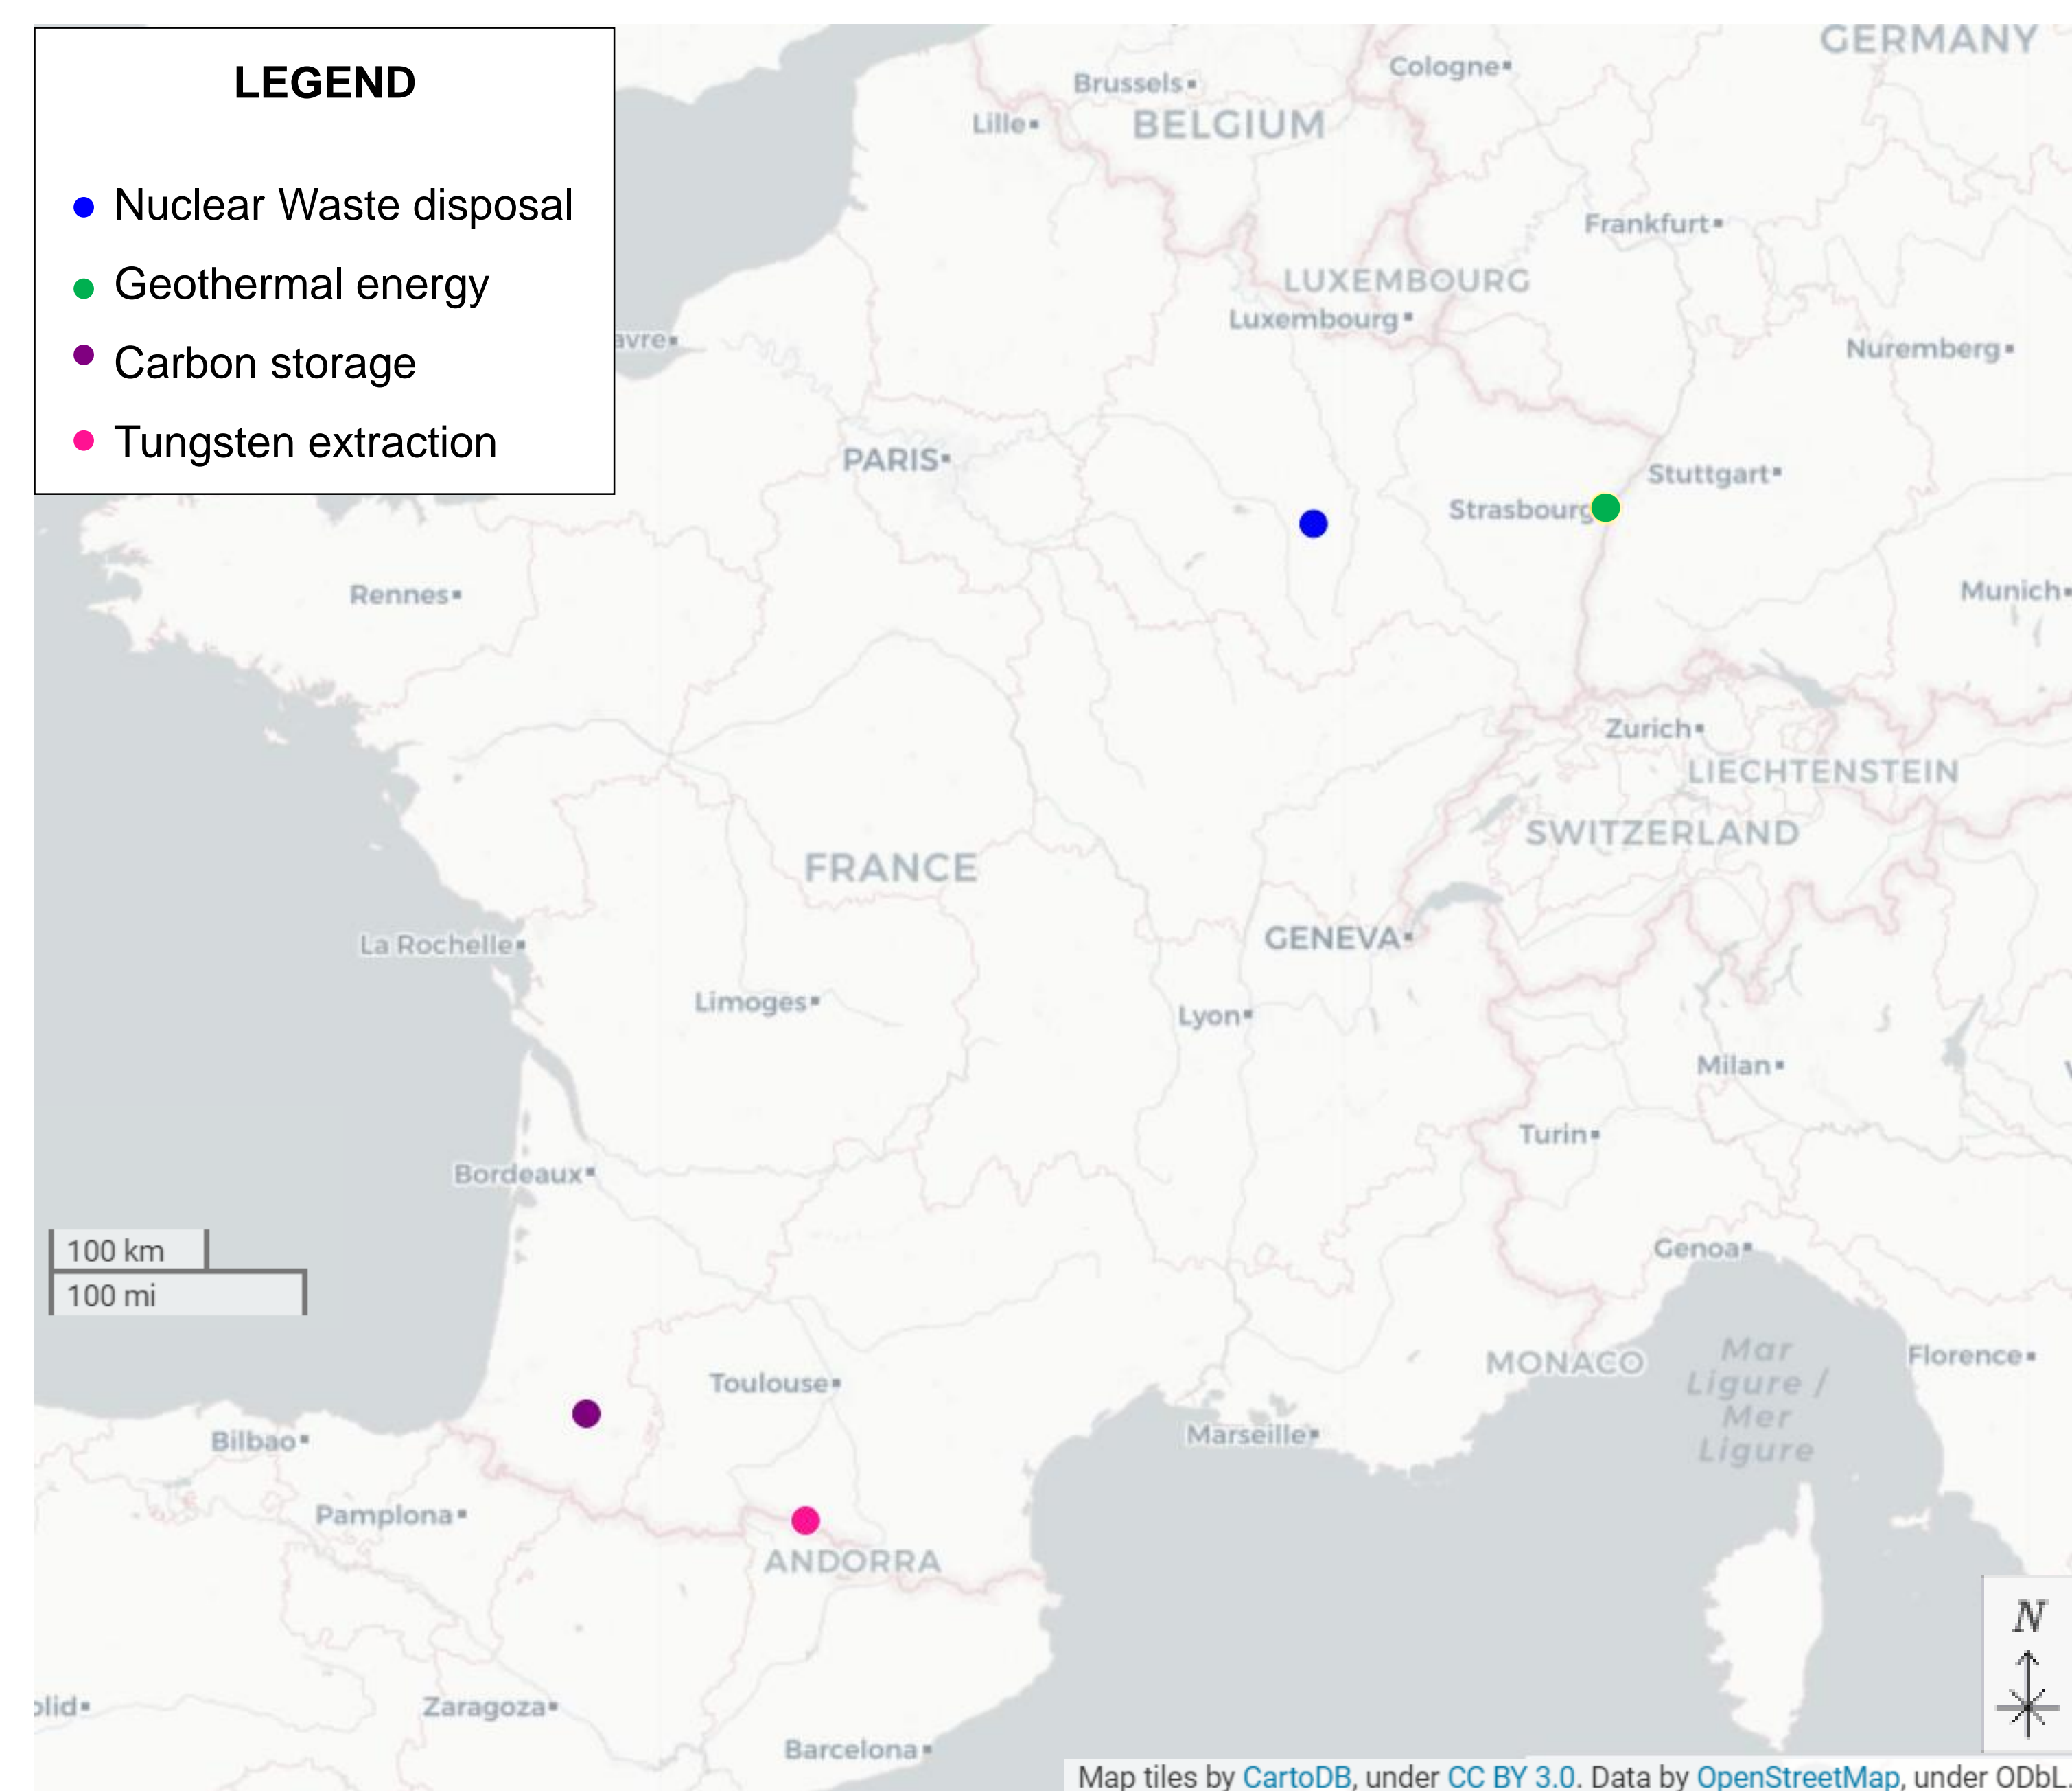 LEGEND
Nuclear Waste disposal
Geothermal energy
Carbon storage
Tungsten extraction
GERMANY
Cologne
Brussels
Lille
BELGIUM
Frankfurt
LUXEMBOURG
Luxembourg
avre
Nuremberg
PARIS
Stuttgart
Strasbourg
Rennes
Munich
Zurich
LIECHTENSTEIN
SWITZERLAND
FRANCE
La Rochelle
GENEVA
Limoges
Lyon
Milan
Turin
Bordeaux
100 km
100 mi
Genoa
MONACO
Mar
Ligure /
Mer
Ligure
Florence
Toulouse
Marseille
Bilbao
Pamplona
ANDORRA
N
olid
Zaragoza
Barcelona
Map tiles by CartoDB, under CC BY 3.0. Data by OpenStreetMap, under ODbL.